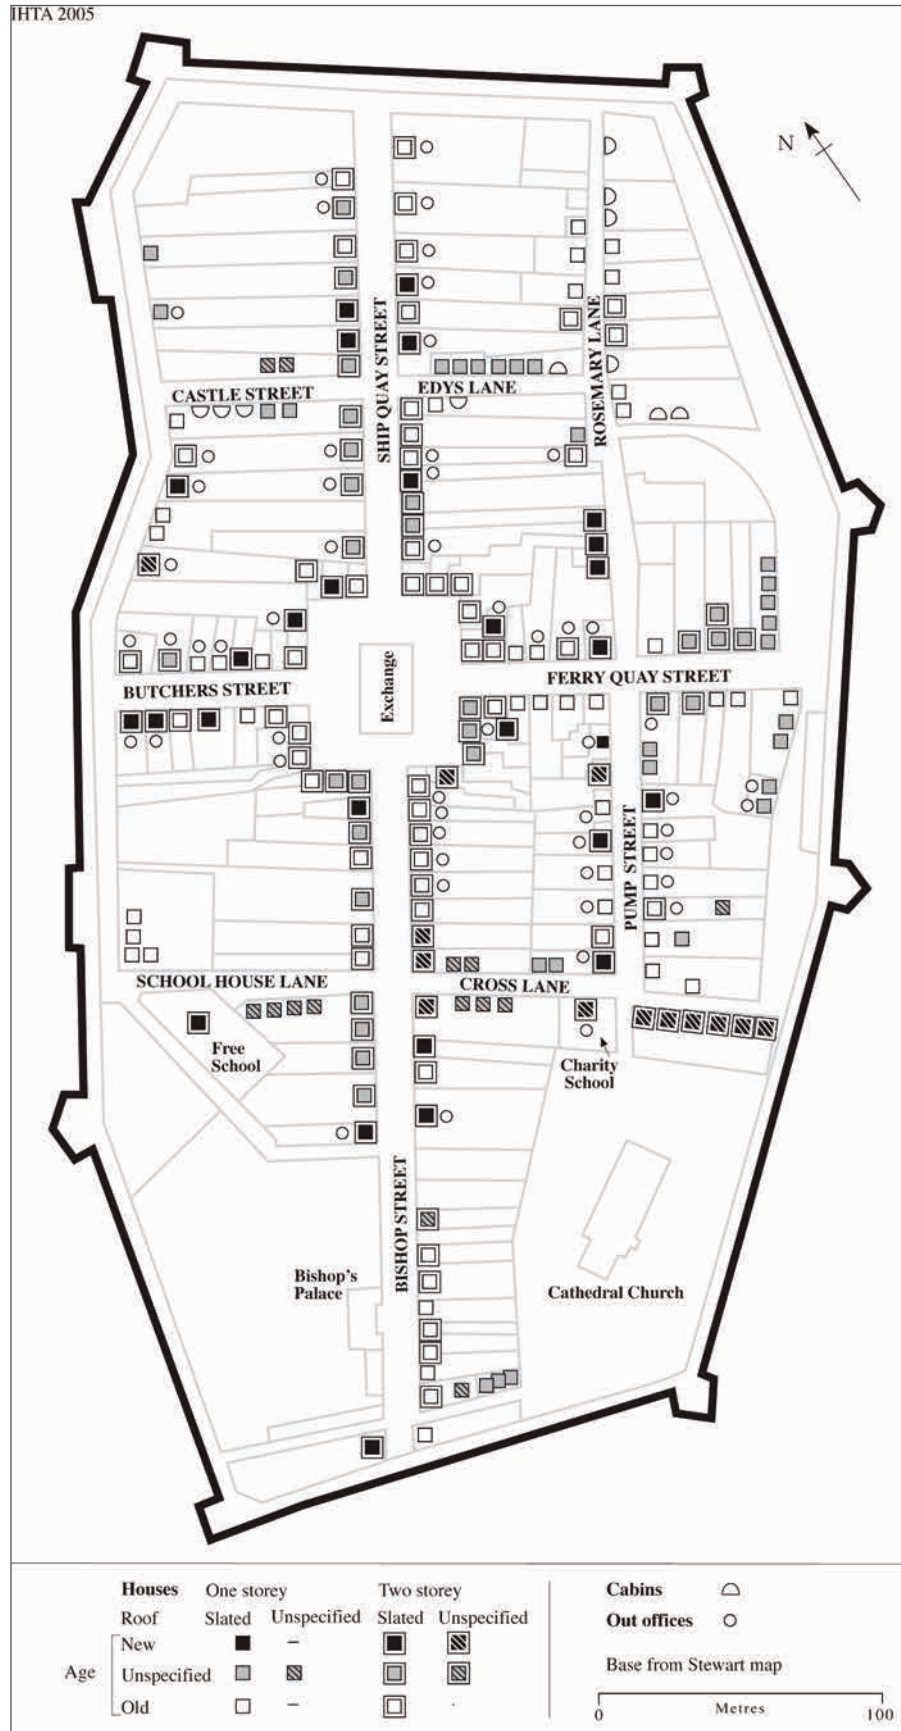 IHTA 2005
N
SHIP QUAY STREET
ROSEMARY LANE
CASTLE STREET
EDYS LANE
Exchange
BUTCHERS STREET
FERRY QUAY STREET
PUMP STREET
SCHOOL HOUSE LANE
CROSS LANE
Free
School
Charity
School
BISHOP STREET
Bishop's
Palace
Cathedral Church
Houses One storey Two storey
Roof Slated Unspecified Slated Unspecified
New –
Age Unspecified
Old –
Cabins
Out offices
Base from Stewart map
0 Metres 100